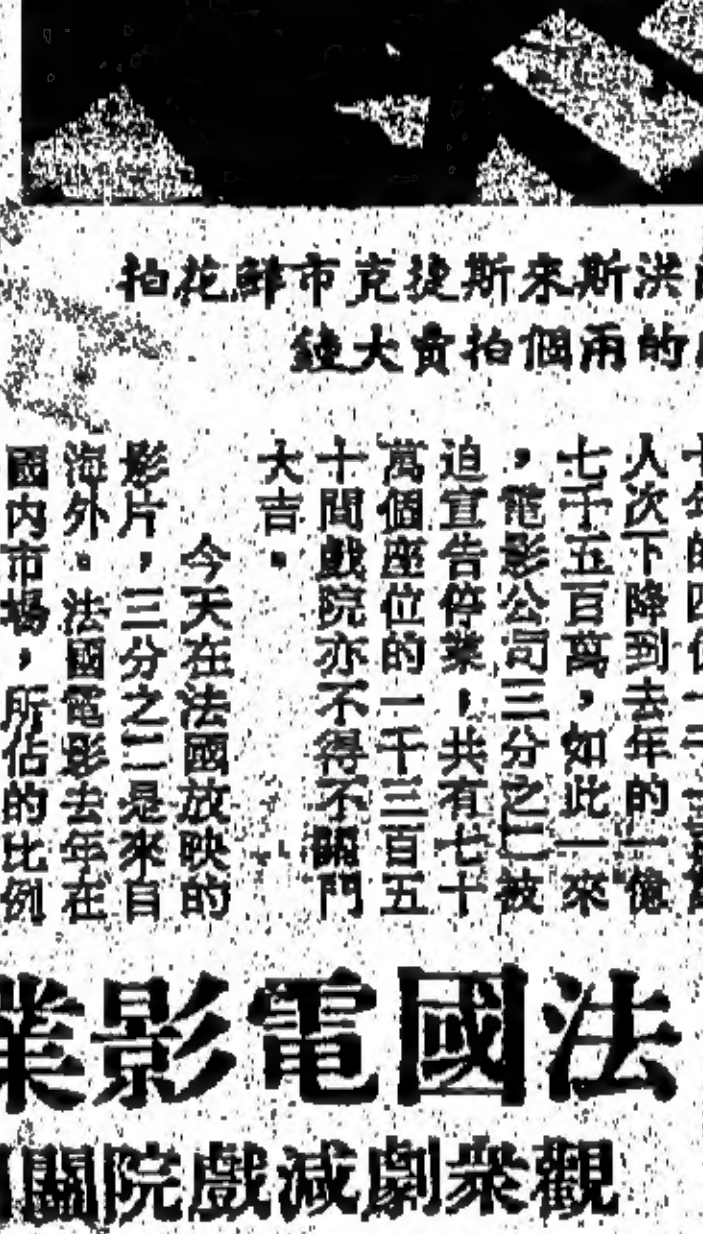 洪斯來斯捷克市鮮花拍
的兩個拍賣大鐘
法國電影業
觀眾劇減戲院關
人次下降到去年的一億
七千五百萬，如此一來
，電影公司三分之二被
迫宣告停業，共有七十
萬個座位的一千三百五
十間戲院亦不得不關門
大吉。
今天在法國放映的
影片，三分之二是來自
海外。法國電影去年在
國內市場，所佔的比例